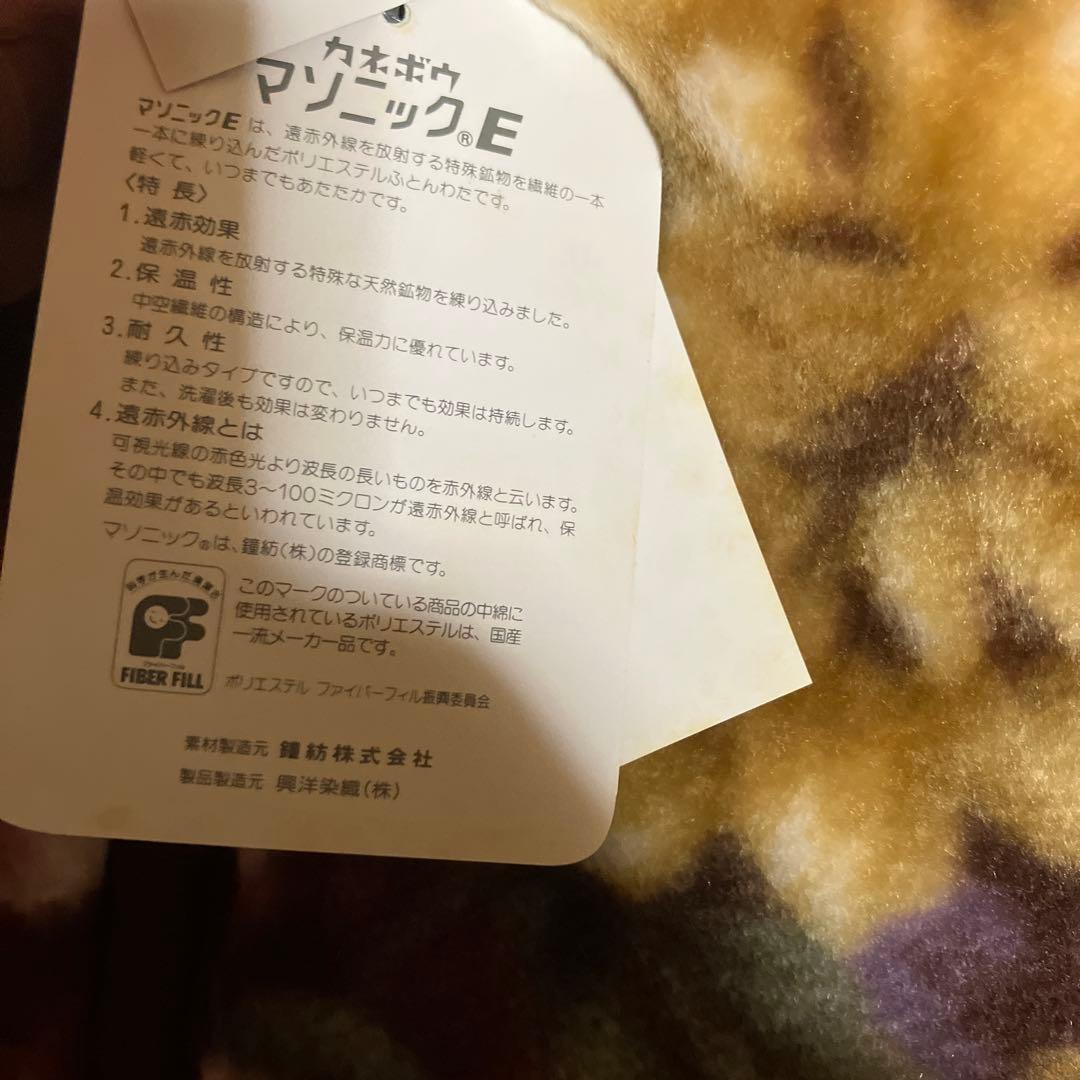 カネボウ
マソニック®E
マソニックEは、遠赤外線を放射する特殊鉱物を繊維の一本
一本に練り込んだポリエステルふとんわたです。
軽くて、いつまでもあたたかです。
〈特長〉
1.遠赤効果
遠赤外線を放射する特殊な天然鉱物を練り込みました。
2.保温性
中空繊維の構造により、保温力に優れています。
3.耐久性
練り込みタイプですので、いつまでも効果は持続します。
また、洗濯後も効果は変わりません。
4.遠赤外線とは
可視光線の赤色光より波長の長いものを赤外線と云います。
その中でも波長3〜100ミクロンが遠赤外線と呼ばれ、保
温効果があるといわれています。
マソニック®は、鐘紡(株)の登録商標です。
ファイバーフィル
FIBER FILL
このマークのついている商品の中綿に
使用されているポリエステルは、国産
一流メーカー品です。
ポリエステル ファイバーフィル振興委員会
素材製造元 鐘紡株式会社
製品製造元 興洋染織(株)